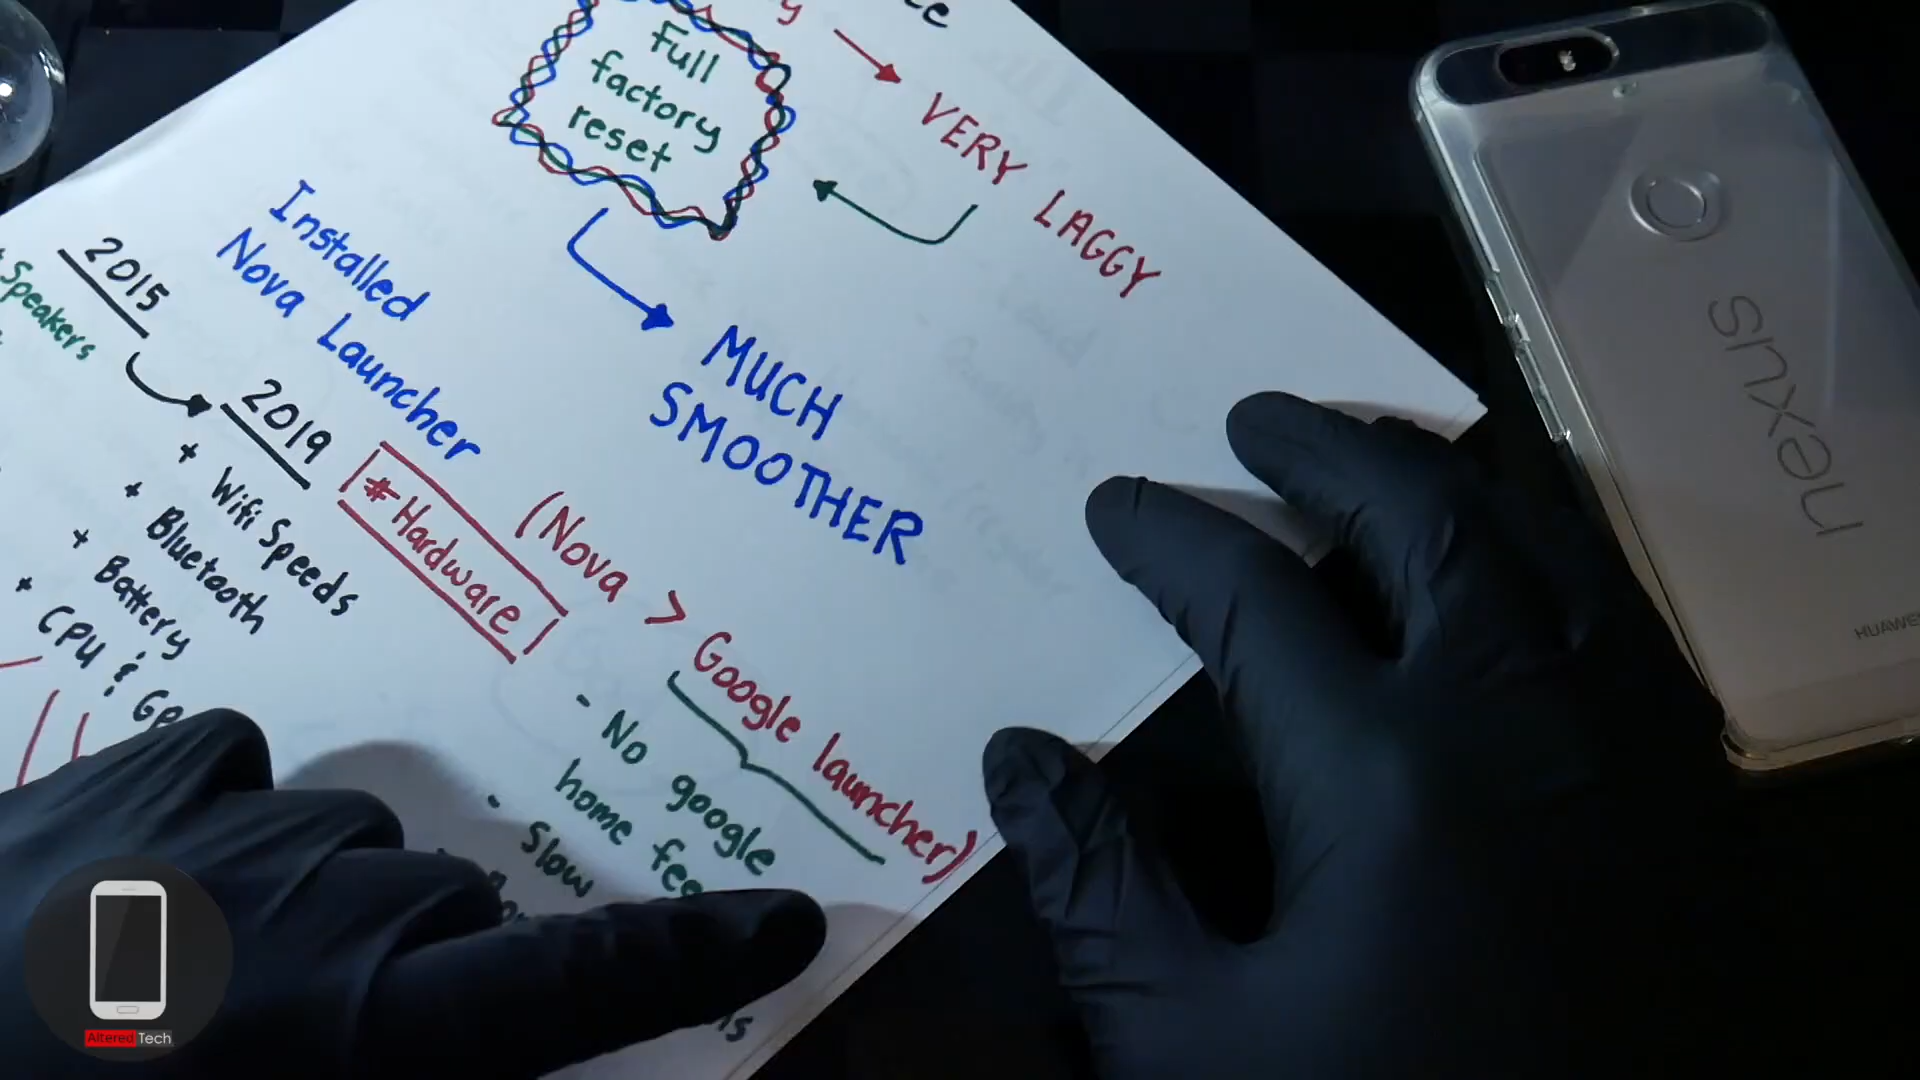 Full
factory
reset
VERY LAGGY
MUCH
SMOOTHER
Installed
Nova Launcher
2015
Speakers
2019
+ Wifi Speeds
+ Bluetooth
+ Battery
+ CPU &
* Hardware
(Nova > Google launcher)
- No google
home
- Slow
nexus
HUAWEI
Altered Tech